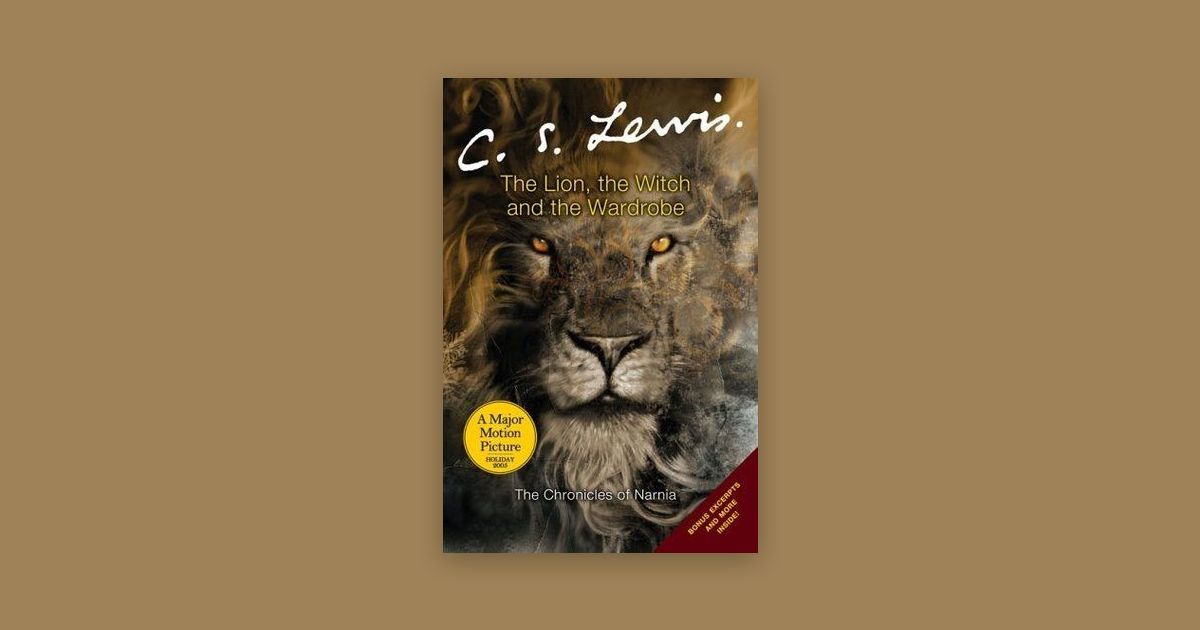 C. S. Lewis.
The Lion, the Witch
and the Wardrobe
A Major
Motion
Picture
HOLIDAY
2005
The Chronicles of Narnia
BONUS EXCERPTS
AND MORE
INSIDE!